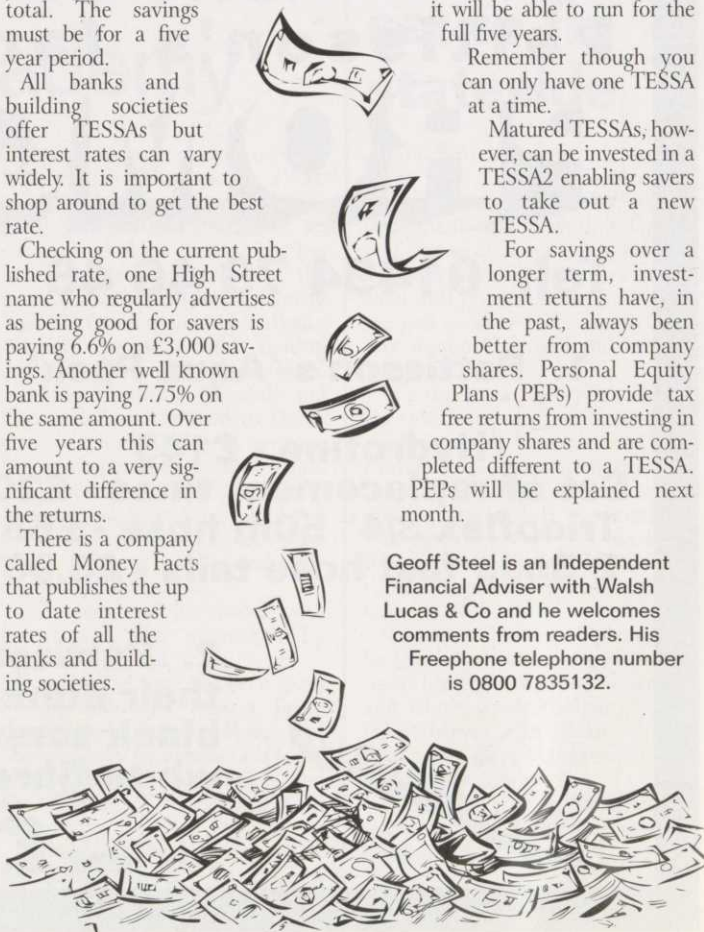 total. The savings
must be for a five
year period.
All banks and
building societies
offer TESSAs but
interest rates can vary
widely. It is important to
shop around to get the best
rate.
Checking on the current pub-
lished rate, one High Street
name who regularly advertises
as being good for savers is
paying 6.6% on £3,000 sav-
ings. Another well known
bank is paying 7.75% on
the same amount. Over
five years this can
amount to a very sig-
nificant difference in
the returns.
There is a company
called Money Facts
that publishes the up
to date interest
rates of all the
banks and build-
ing societies.
it will be able to run for the
full five years.
Remember though you
can only have one TESSA
at a time.
Matured TESSAs, how-
ever, can be invested in a
TESSA2 enabling savers
to take out a new
TESSA.
For savings over a
longer term, invest-
ment returns have, in
the past, always been
better from company
shares. Personal Equity
Plans (PEPs) provide tax
free returns from investing in
company shares and are com-
pleted different to a TESSA.
PEPs will be explained next
month.
Geoff Steel is an Independent
Financial Adviser with Walsh
Lucas & Co and he welcomes
comments from readers. His
Freephone telephone number
is 0800 7835132.